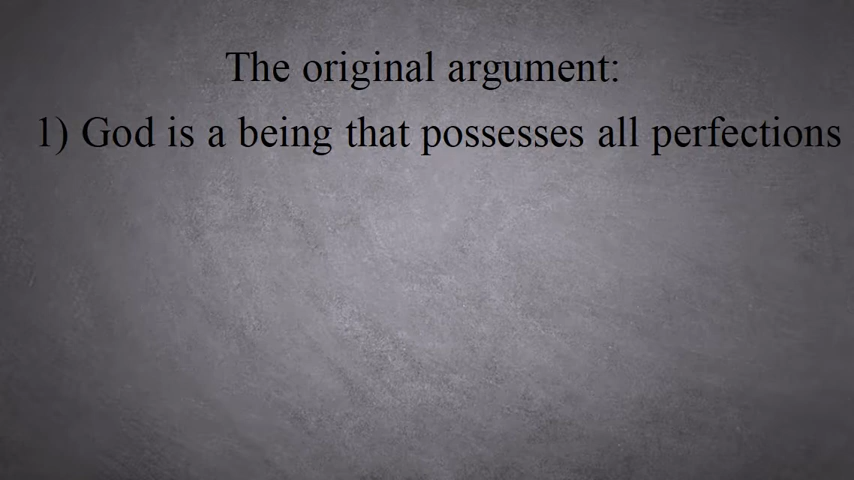 The original argument:
1) God is a being that possesses all perfections